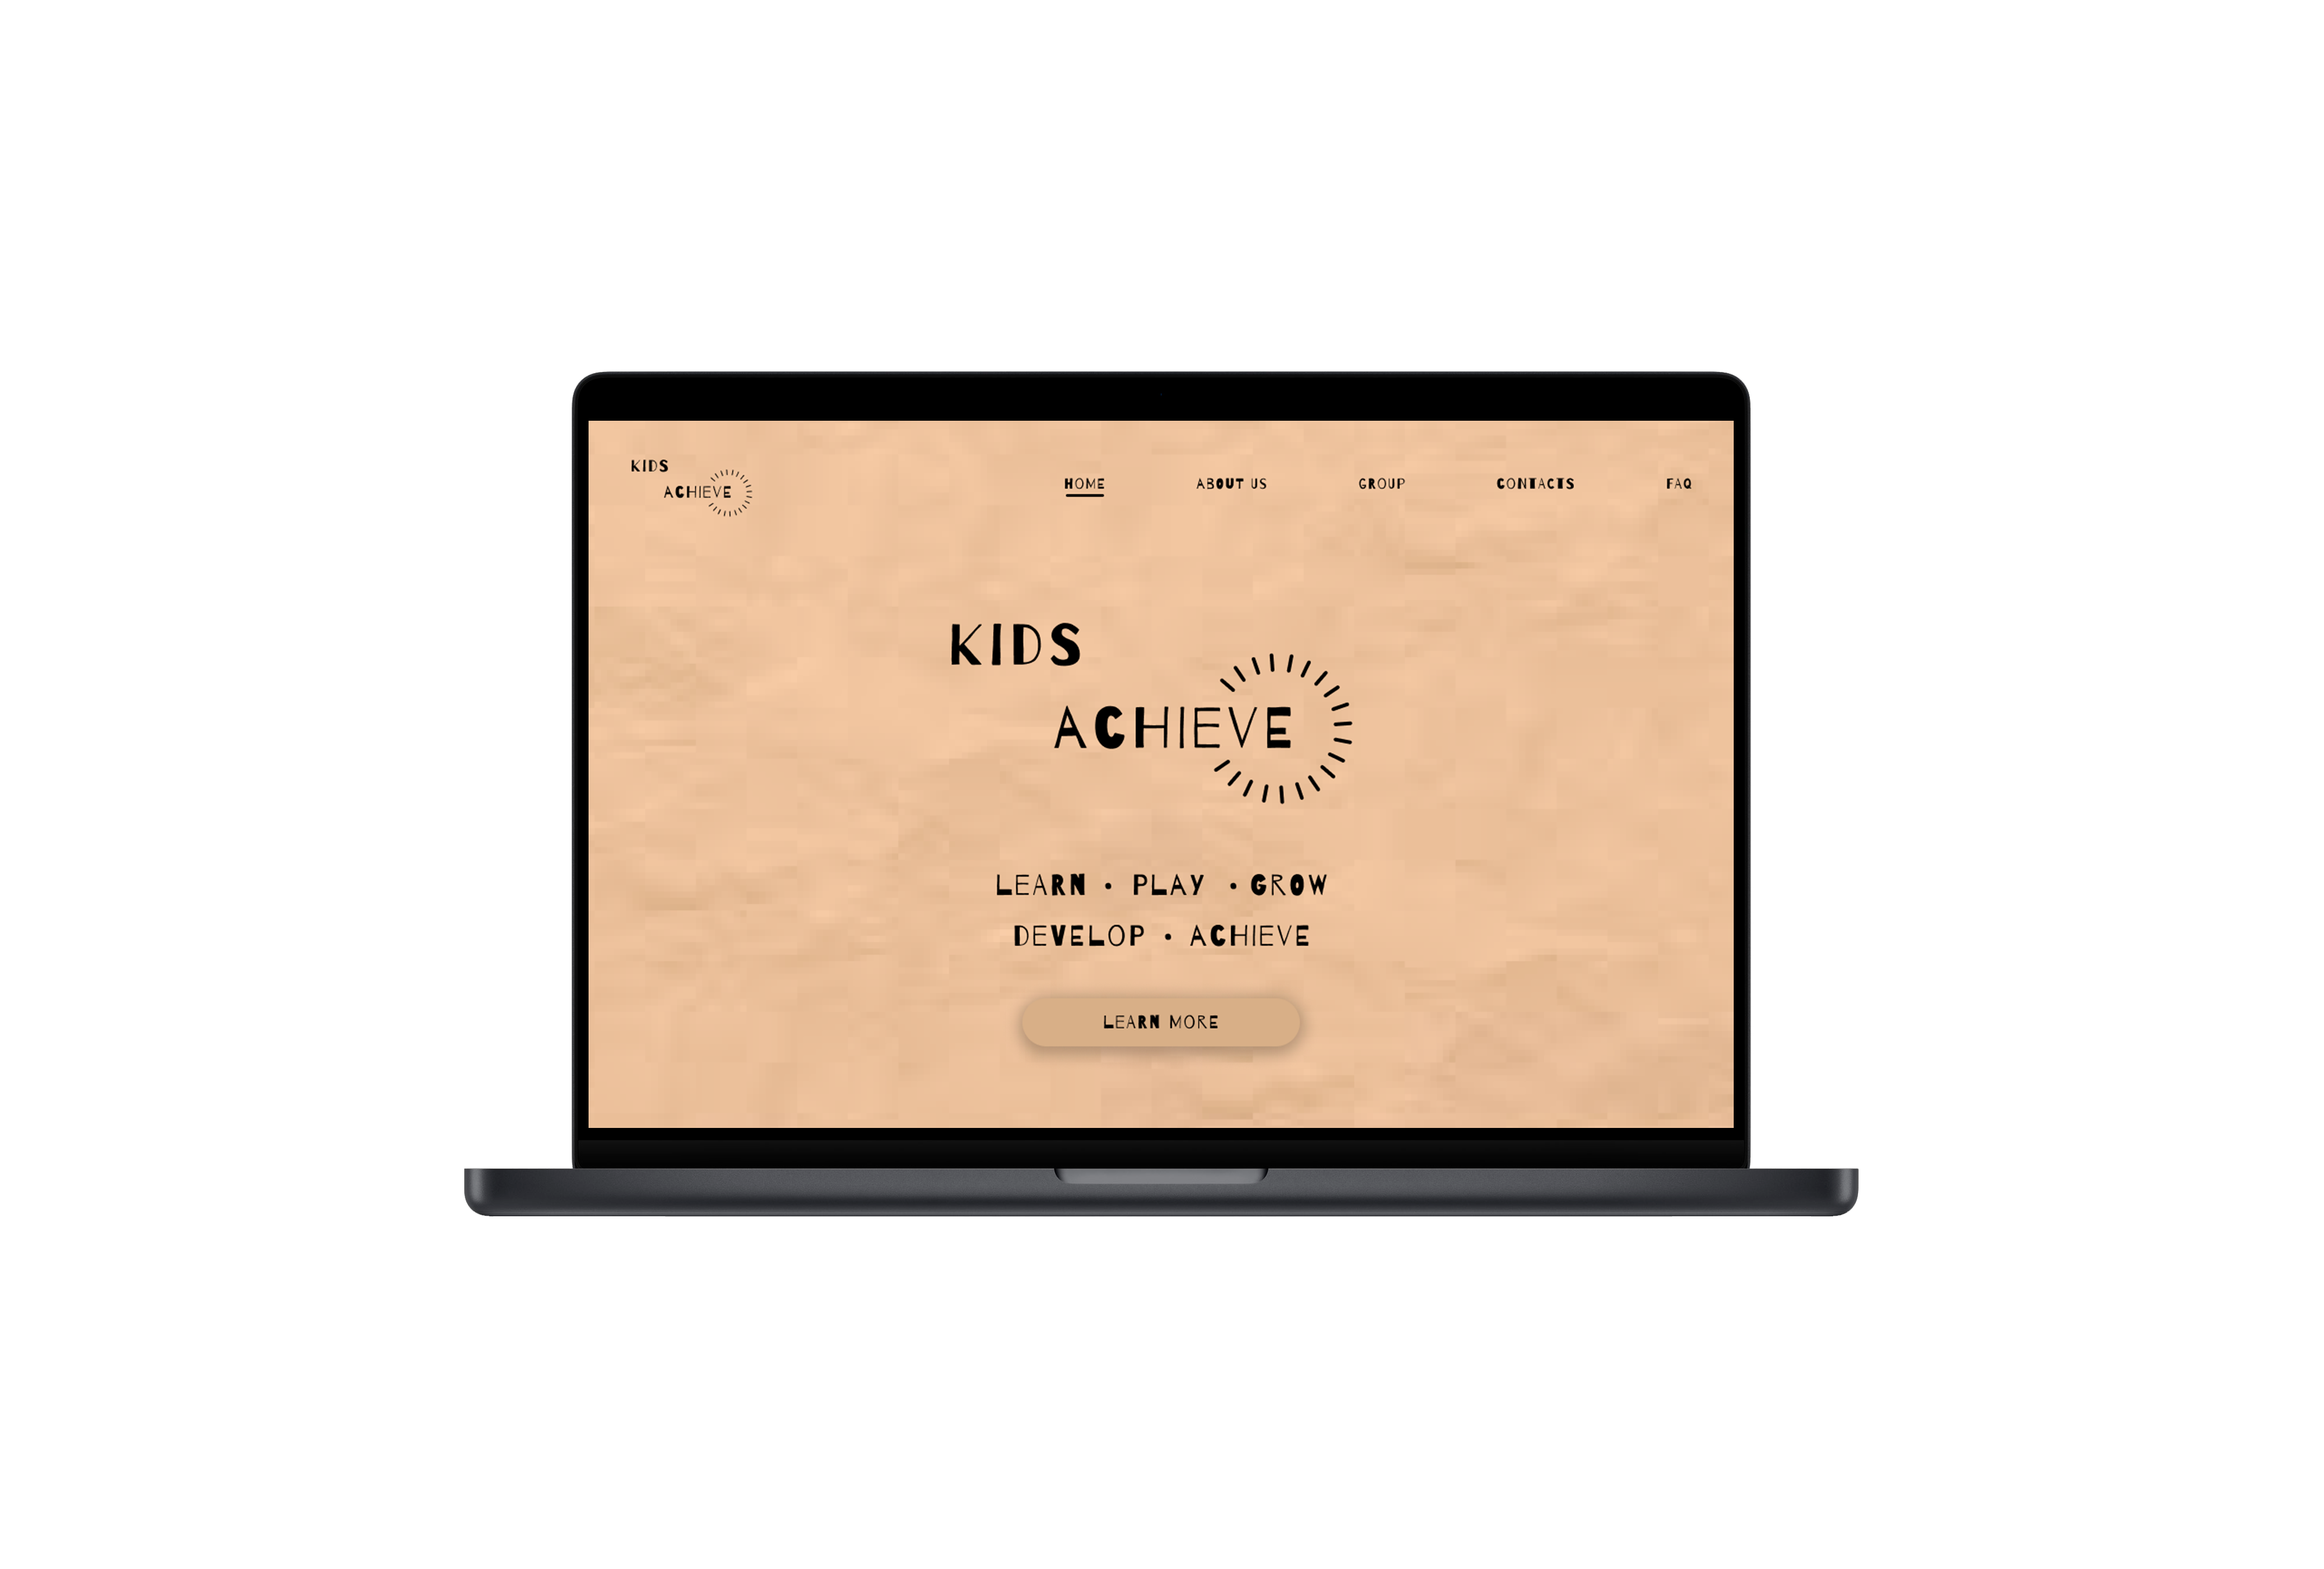 KIDS
ACHIEVE
HOME ABOUT US GROUP CONTACTS FAQ
KIDS
ACHIEVE
LEARN • PLAY • GROW
DEVELOP • ACHIEVE
LEARN MORE